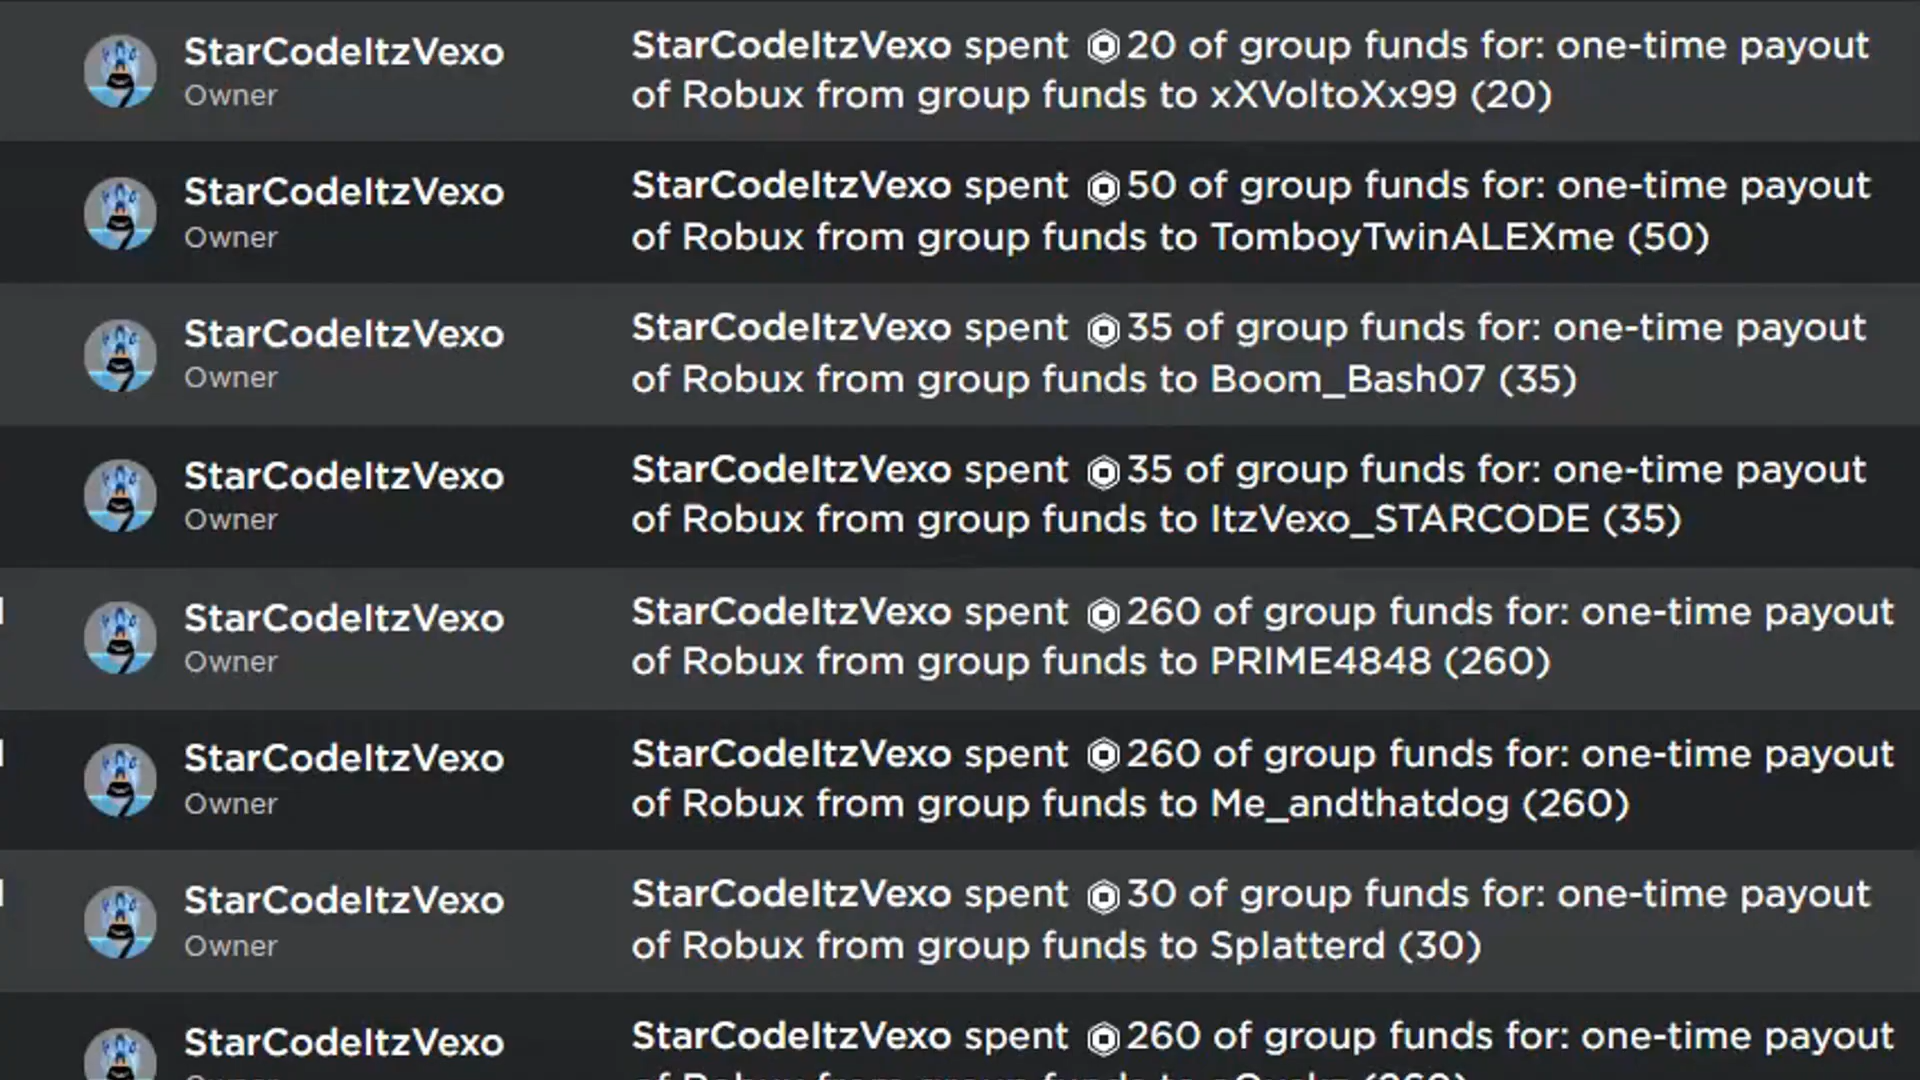 StarCodeItzVexo
Owner
StarCodeItzVexo spent 20 of group funds for: one-time payout
of Robux from group funds to xXVoltoXx99 (20)
StarCodeItzVexo
Owner
StarCodeItzVexo spent 50 of group funds for: one-time payout
of Robux from group funds to TomboyTwinALEXme (50)
StarCodeItzVexo
Owner
StarCodeItzVexo spent 35 of group funds for: one-time payout
of Robux from group funds to Boom_Bash07 (35)
StarCodeItzVexo
Owner
StarCodeItzVexo spent 35 of group funds for: one-time payout
of Robux from group funds to ItzVexo_STARCODE (35)
StarCodeItzVexo
Owner
StarCodeItzVexo spent 260 of group funds for: one-time payout
of Robux from group funds to PRIME4848 (260)
StarCodeItzVexo
Owner
StarCodeItzVexo spent 260 of group funds for: one-time payout
of Robux from group funds to Me_andthatdog (260)
StarCodeItzVexo
Owner
StarCodeItzVexo spent 30 of group funds for: one-time payout
of Robux from group funds to Splatterd (30)
StarCodeItzVexo
StarCodeItzVexo spent 260 of group funds for: one-time payout
of Robux from group funds to